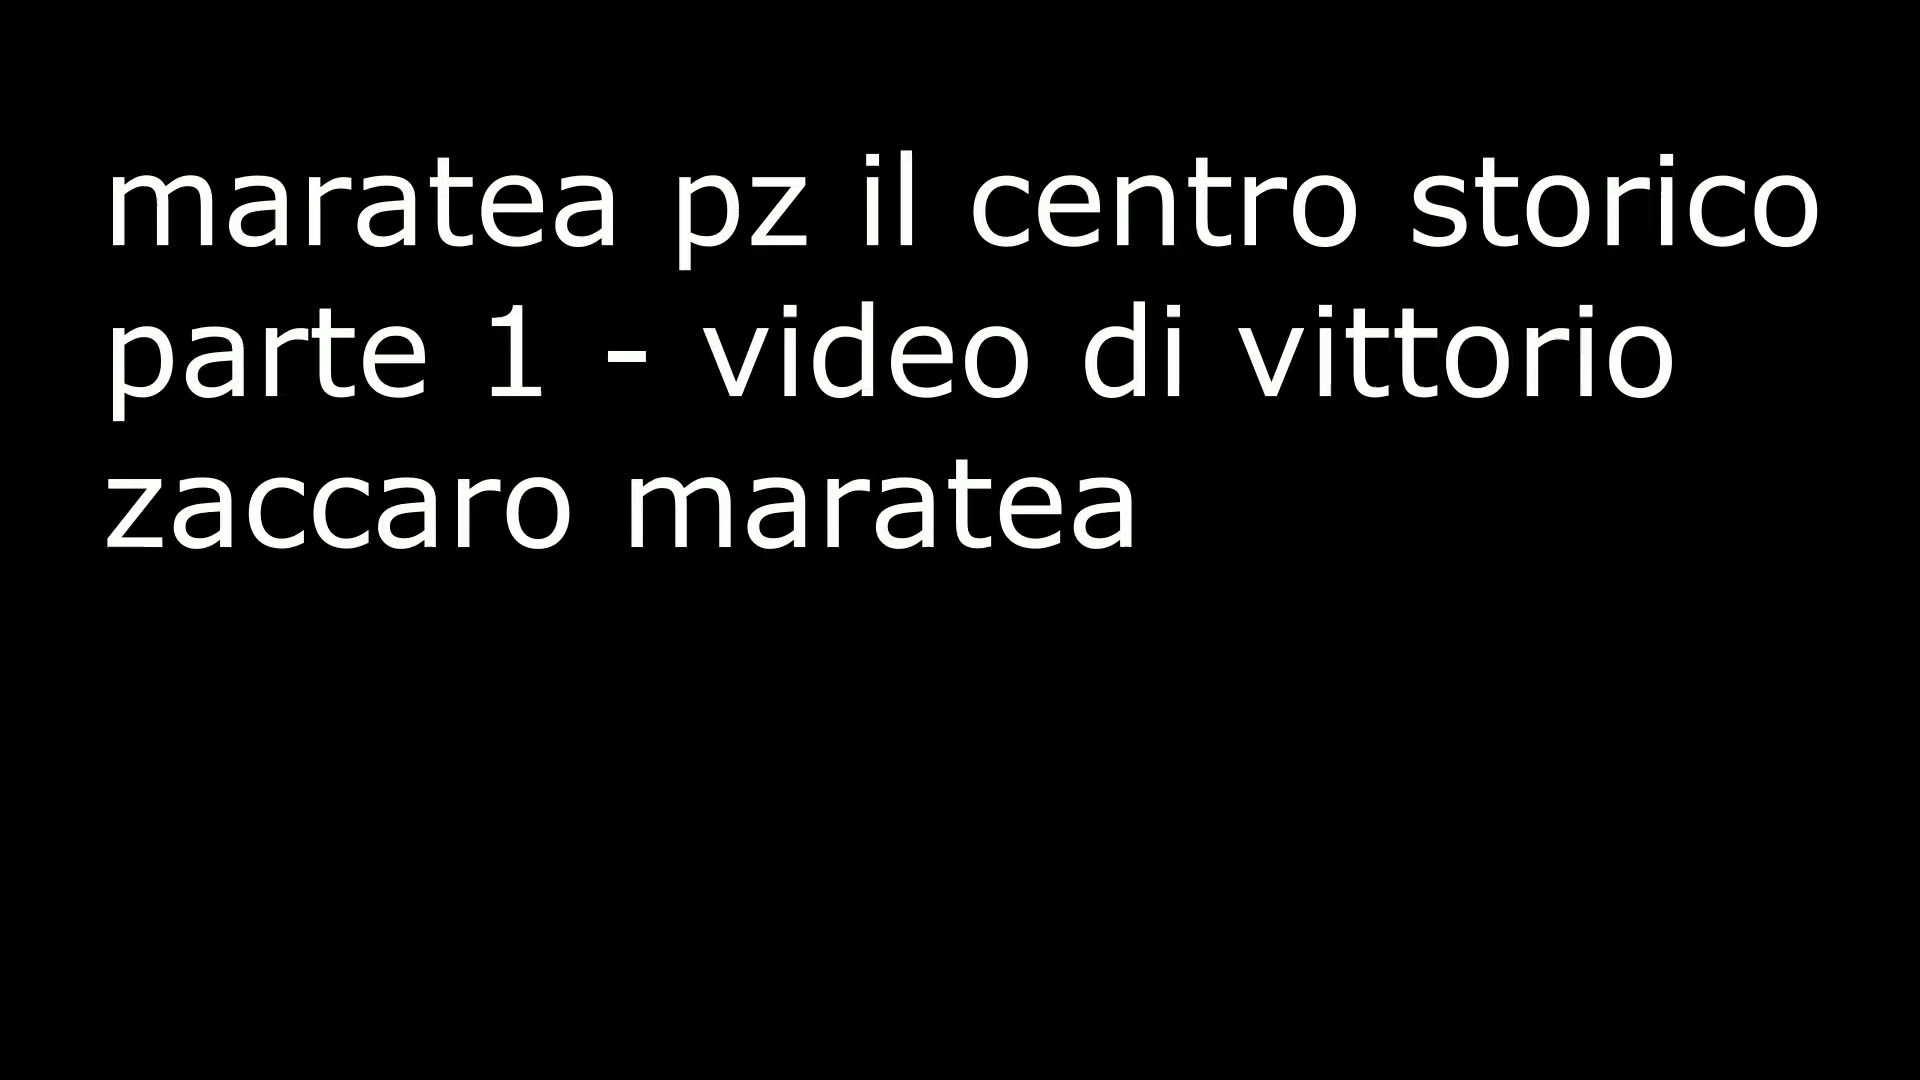 maratea pz il centro storico
parte 1 - video di vittorio
zaccaro maratea